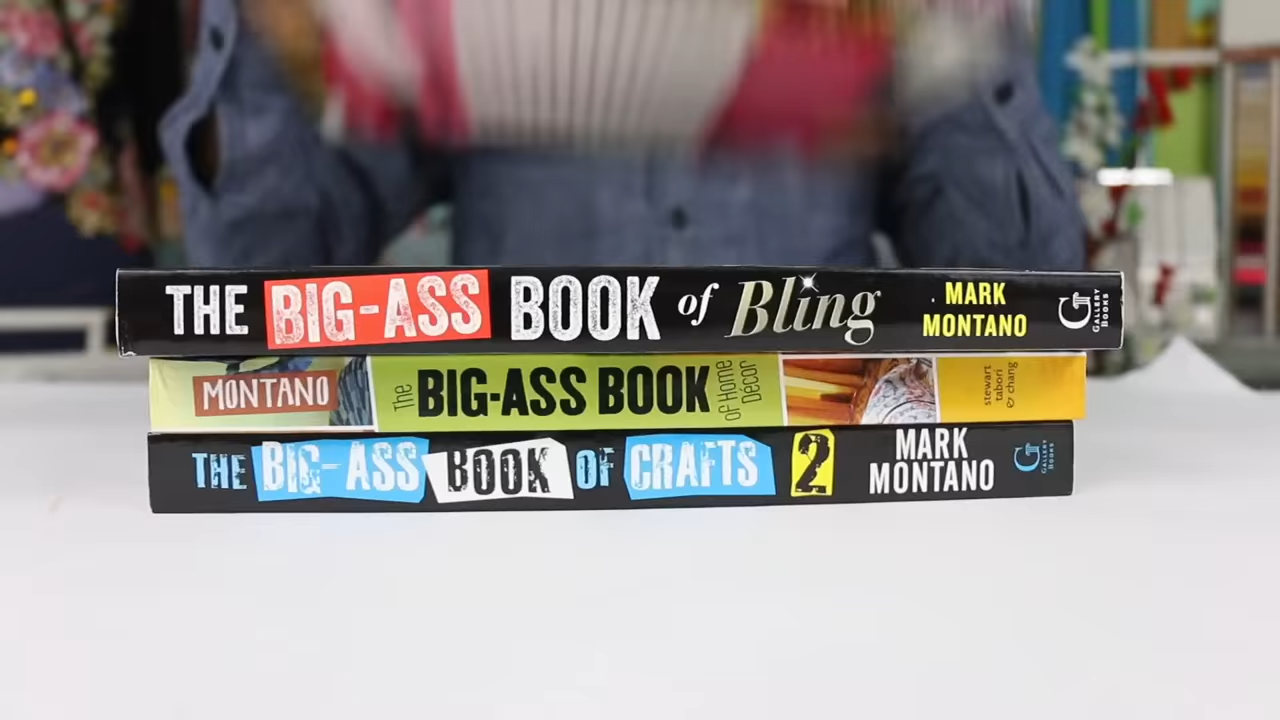 THE BIG-ASS BOOK of Bling
MARK
MONTANO
G
GALLERY
BOOKS
MONTANO
The
BIG-ASS BOOK
of Home
Décor
stewart
tabori
& chang
THE BIG-ASS BOOK OF CRAFTS 2
MARK
MONTANO
G
GALLERY
BOOKS